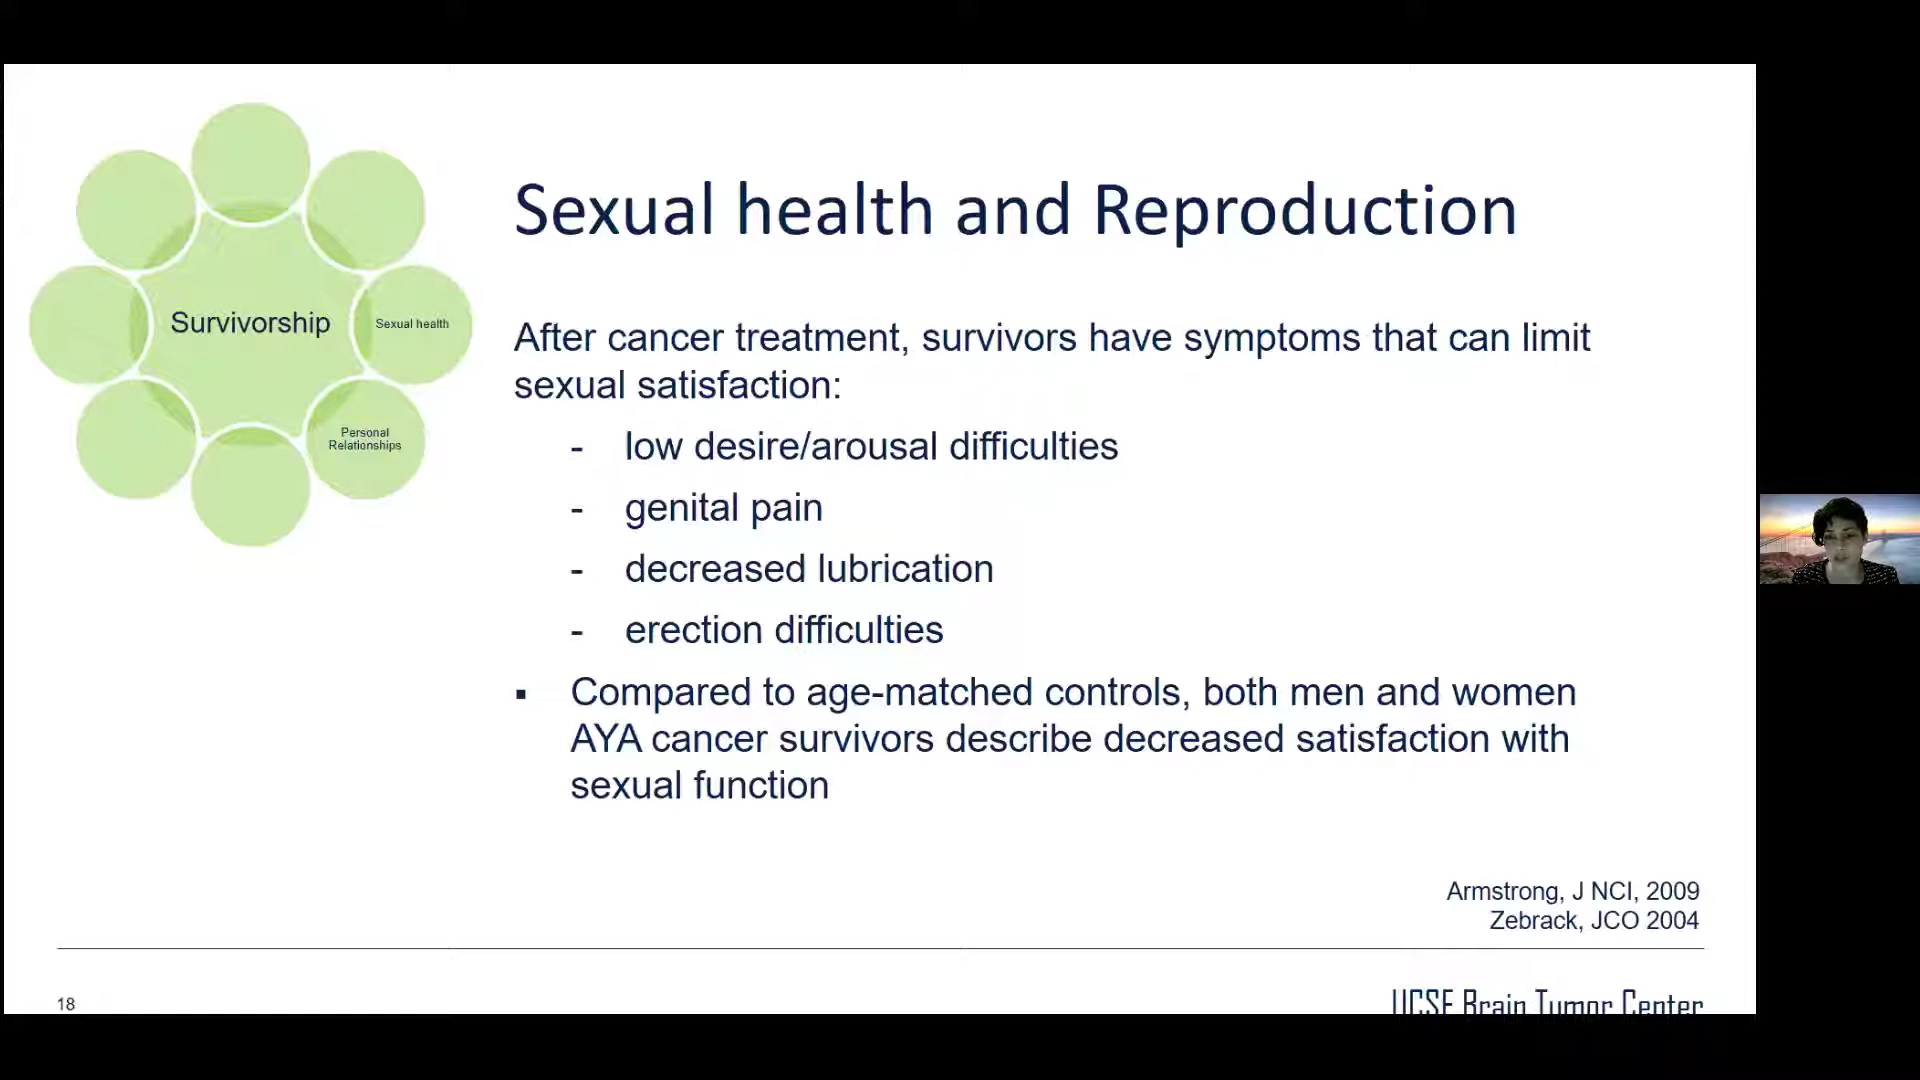 Sexual health and Reproduction
Survivorship
Sexual health
Personal
Relationships
After cancer treatment, survivors have symptoms that can limit
sexual satisfaction:
- low desire/arousal difficulties
- genital pain
- decreased lubrication
- erection difficulties
▪ Compared to age-matched controls, both men and women
AYA cancer survivors describe decreased satisfaction with
sexual function
Armstrong, J NCI, 2009
Zebrack, JCO 2004
18
UCSF Brain Tumor Center